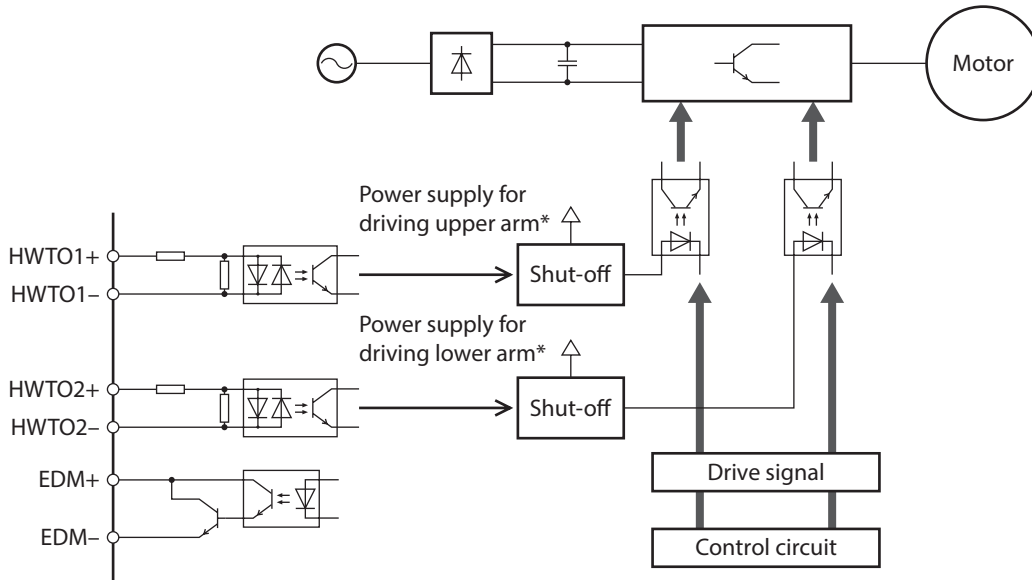 Motor
Power supply for
driving upper arm*
HWTO1+
HWTO1–
Shut-off
Power supply for
driving lower arm*
HWTO2+
HWTO2–
Shut-off
EDM+
EDM–
Drive signal
Control circuit